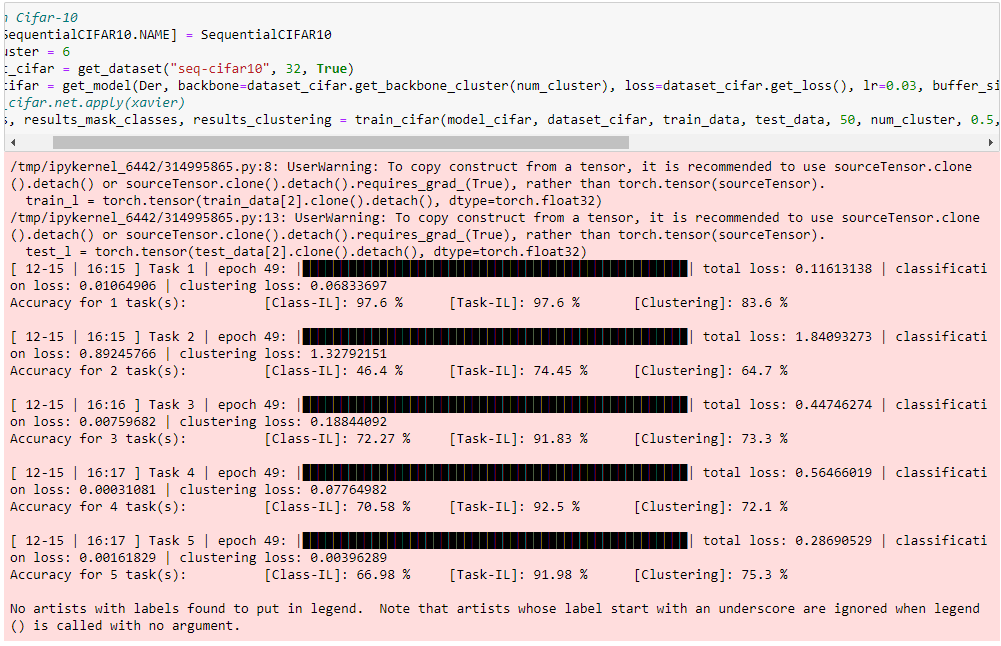 n Cifar-10
SequentialCIFAR10.NAME] = SequentialCIFAR10
uster = 6
t_cifar = get_dataset("seq-cifar10", 32, True)
cifar = get_model(Der, backbone=dataset_cifar.get_backbone_cluster(num_cluster), loss=dataset_cifar.get_loss(), lr=0.03, buffer_si
_cifar.net.apply(xavier)
s, results_mask_classes, results_clustering = train_cifar(model_cifar, dataset_cifar, train_data, test_data, 50, num_cluster, 0.5,
/tmp/ipykernel_6442/314995865.py:8: UserWarning: To copy construct from a tensor, it is recommended to use sourceTensor.clone
().detach() or sourceTensor.clone().detach().requires_grad_(True), rather than torch.tensor(sourceTensor).
train_l = torch.tensor(train_data[2].clone().detach(), dtype=torch.float32)
/tmp/ipykernel_6442/314995865.py:13: UserWarning: To copy construct from a tensor, it is recommended to use sourceTensor.clone
().detach() or sourceTensor.clone().detach().requires_grad_(True), rather than torch.tensor(sourceTensor).
test_l = torch.tensor(test_data[2].clone().detach(), dtype=torch.float32)
[ 12-15 | 16:15 ] Task 1 | epoch 49: | | total loss: 0.11613138 | classificati
on loss: 0.01064906 | clustering loss: 0.06833697
Accuracy for 1 task(s): [Class-IL]: 97.6 % [Task-IL]: 97.6 % [Clustering]: 83.6 %
[ 12-15 | 16:15 ] Task 2 | epoch 49: | | total loss: 1.84093273 | classificati
on loss: 0.89245766 | clustering loss: 1.32792151
Accuracy for 2 task(s): [Class-IL]: 46.4 % [Task-IL]: 74.45 % [Clustering]: 64.7 %
[ 12-15 | 16:16 ] Task 3 | epoch 49: | | total loss: 0.44746274 | classificati
on loss: 0.00759682 | clustering loss: 0.18844092
Accuracy for 3 task(s): [Class-IL]: 72.27 % [Task-IL]: 91.83 % [Clustering]: 73.3 %
[ 12-15 | 16:17 ] Task 4 | epoch 49: | | total loss: 0.56466019 | classificati
on loss: 0.00031081 | clustering loss: 0.07764982
Accuracy for 4 task(s): [Class-IL]: 70.58 % [Task-IL]: 92.5 % [Clustering]: 72.1 %
[ 12-15 | 16:17 ] Task 5 | epoch 49: | | total loss: 0.28690529 | classificati
on loss: 0.00161829 | clustering loss: 0.00396289
Accuracy for 5 task(s): [Class-IL]: 66.98 % [Task-IL]: 91.98 % [Clustering]: 75.3 %
No artists with labels found to put in legend.  Note that artists whose label start with an underscore are ignored when legend
() is called with no argument.